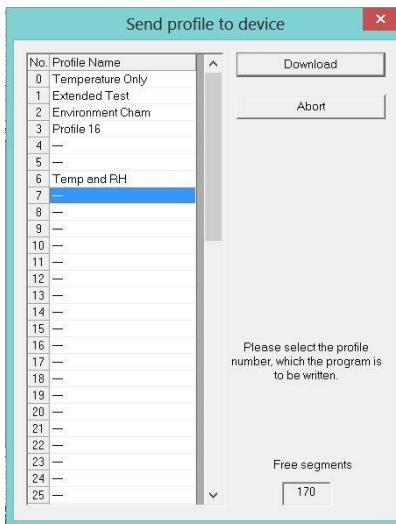 Send profile to device
x
No. Profile Name
0 Temperature Only
1 Extended Test
2 Environment Cham
3 Profile 16
4 —
5 —
6 Temp and RH
7 —
8 —
9 —
10 —
11 —
12 —
13 —
14 —
15 —
16 —
17 —
18 —
19 —
20 —
21 —
22 —
23 —
24 —
25 —
Download
Abort
Please select the profile
number, which the program is
to be written.
Free segments
170